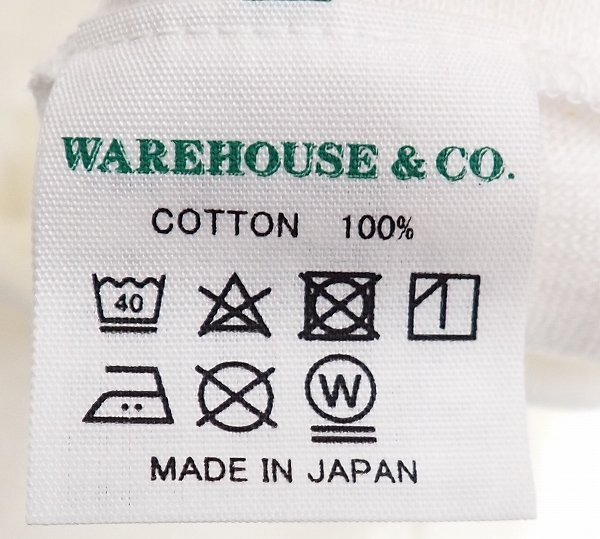 WAREHOUSE & CO.
COTTON 100%
40
W
MADE IN JAPAN